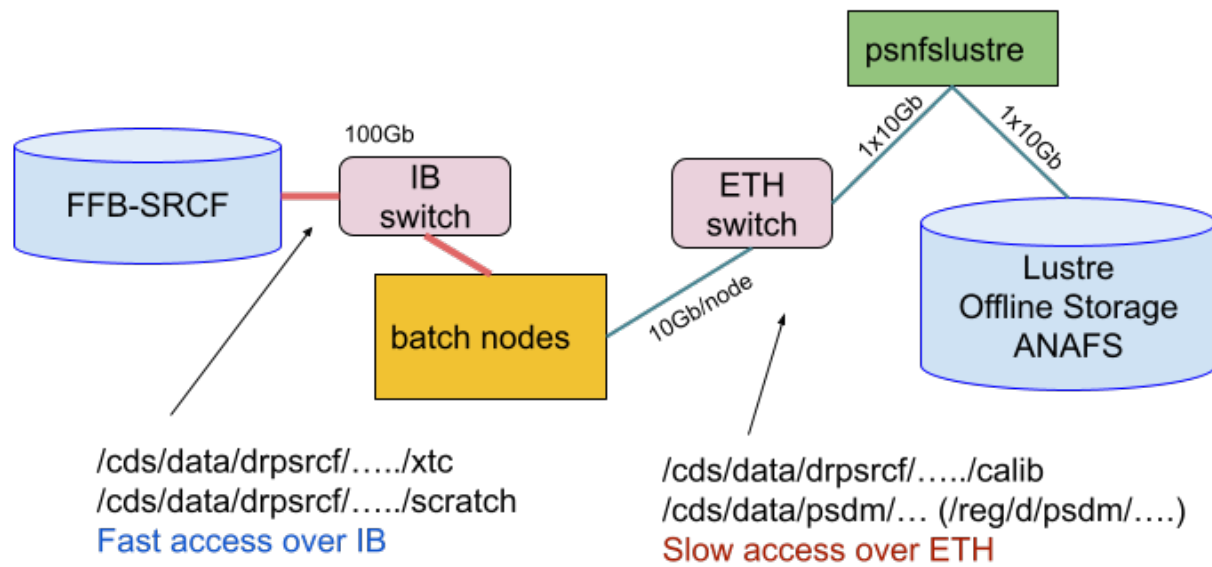 psnfslustre
100Gb
1x10Gb
1x10Gb
FFB-SRCF
IB
switch
ETH
switch
batch nodes
10Gb/node
Lustre
Offline Storage
ANAFS
/cds/data/drpsrcf/…../xtc
/cds/data/drpsrcf/…../scratch
Fast access over IB
/cds/data/drpsrcf/…../calib
/cds/data/psdm/… (/reg/d/psdm/….)
Slow access over ETH